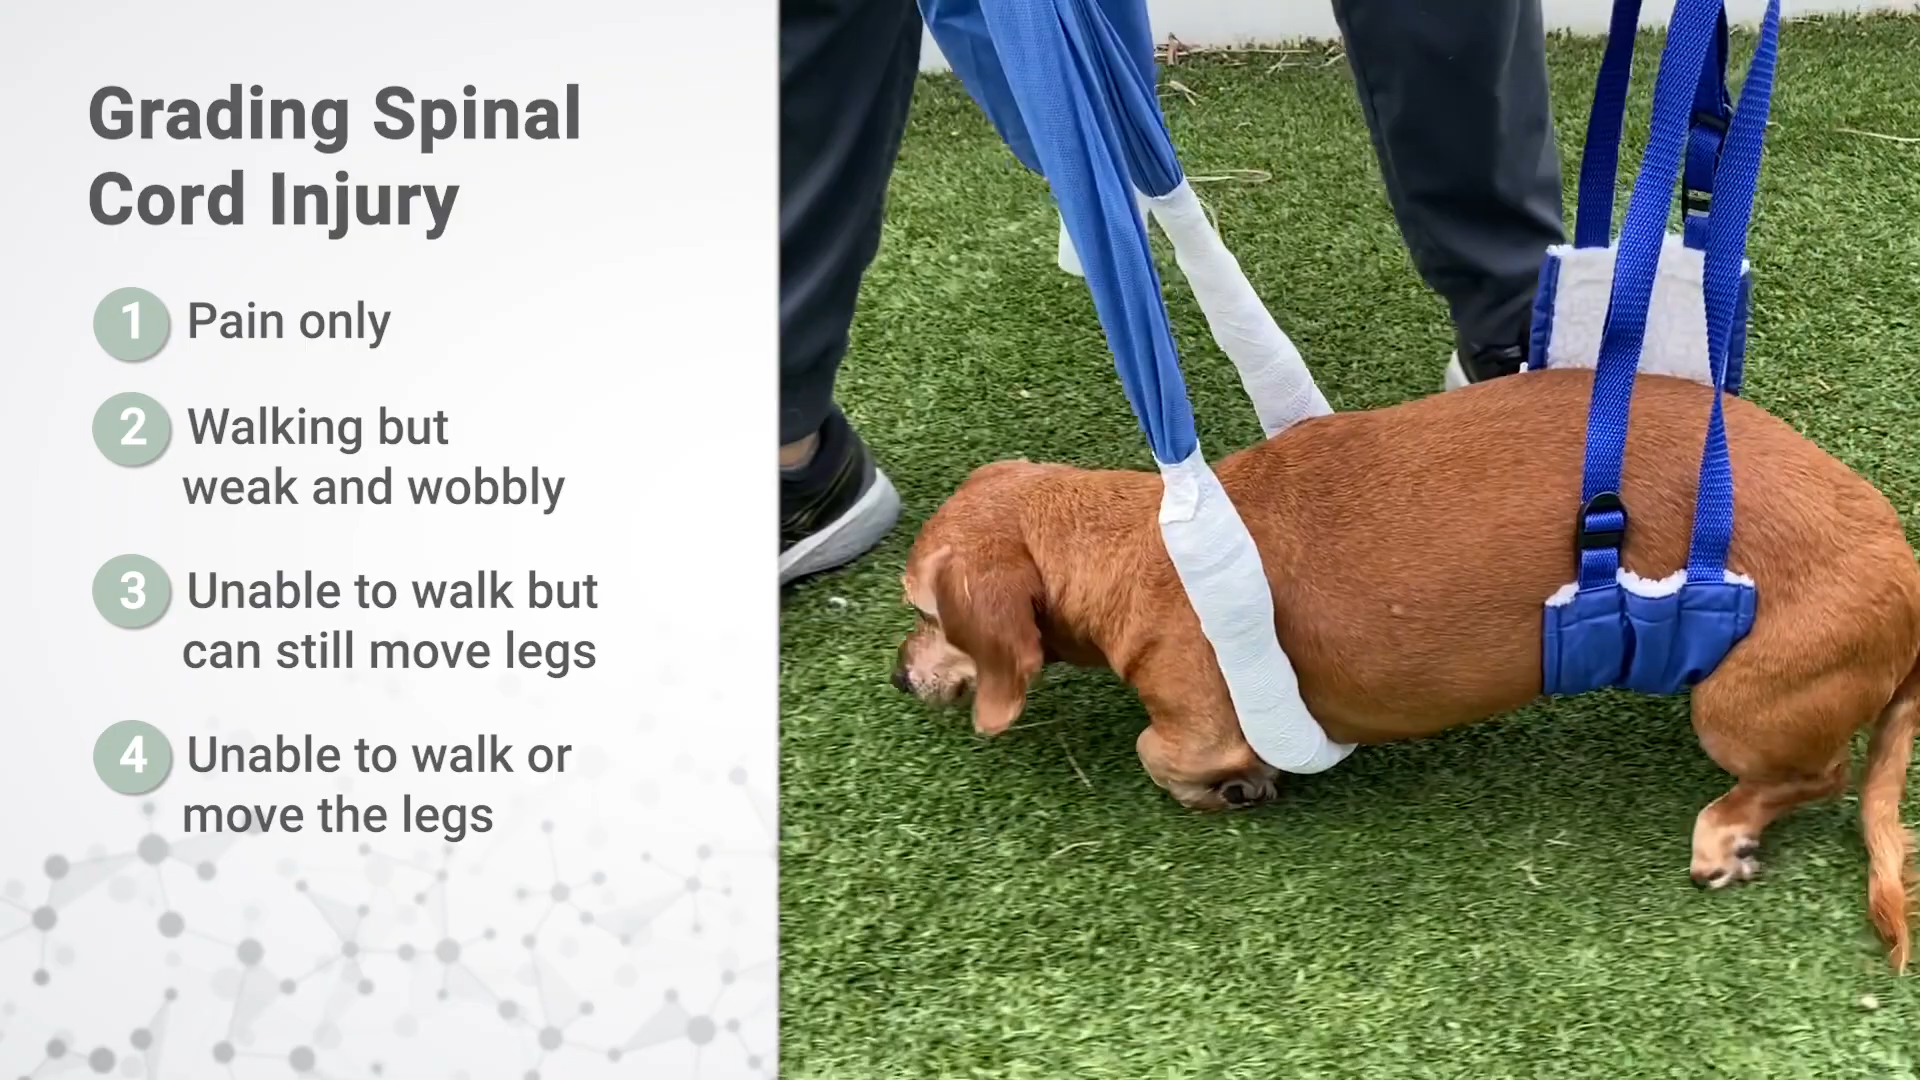 Grading Spinal
Cord Injury
1 Pain only
2 Walking but
weak and wobbly
3 Unable to walk but
can still move legs
4 Unable to walk or
move the legs